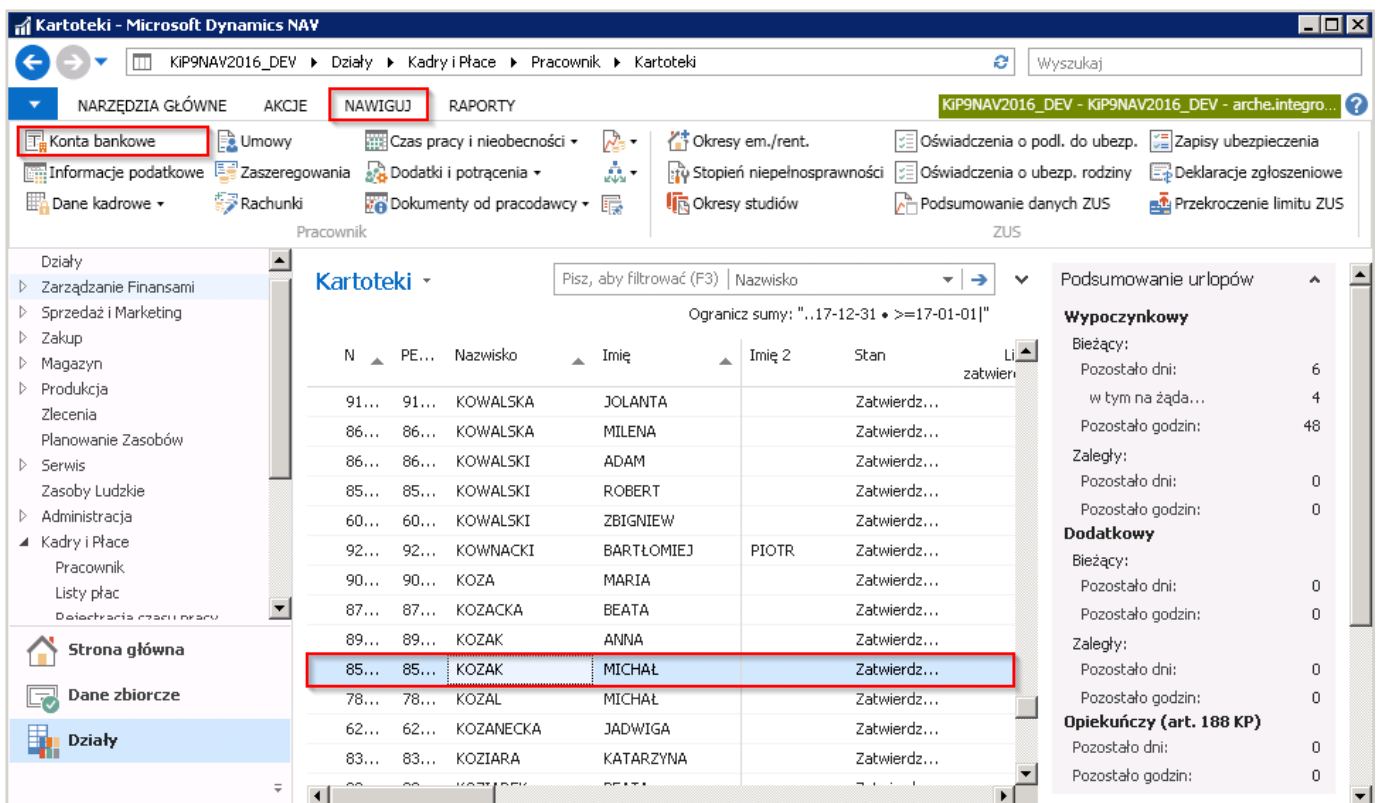 Kartoteki - Microsoft Dynamics NAV
KiP9NAV2016_DEV Działy Kadry i Płace Pracownik Kartoteki Wyszukaj
NARZĘDZIA GŁÓWNE AKCJE NAWIGUJ RAPORTY KiP9NAV2016_DEV - KiP9NAV2016_DEV - arche.integro...
Konta bankowe Umowy Czas pracy i nieobecności Okresy em./rent. Oświadczenia o podl. do ubezp. Zapisy ubezpieczenia
Informacje podatkowe Zaszeregowania Dodatki i potrącenia Stopień niepełnosprawności Oświadczenia o ubezp. rodziny Deklaracje zgłoszeniowe
Dane kadrowe Rachunki Dokumenty od pracodawcy Okresy studiów Podsumowanie danych ZUS Przekroczenie limitu ZUS
Pracownik ZUS
Działy
Zarządzanie Finansami
Sprzedaż i Marketing
Zakup
Magazyn
Produkcja
Zlecenia
Planowanie Zasobów
Serwis
Zasoby Ludzkie
Administracja
Kadry i Płace
Pracownik
Listy płac
Rejestracja czasu pracy
Strona główna
Dane zbiorcze
Działy
Kartoteki Pisz, aby filtrować (F3) Nazwisko
Ogranicz sumy: "..17-12-31 • >=17-01-01|"
N PE... Nazwisko Imię Imię 2 Stan Li
zatwier
91... 91... KOWALSKA JOLANTA Zatwierdz...
86... 86... KOWALSKA MILENA Zatwierdz...
86... 86... KOWALSKI ADAM Zatwierdz...
85... 85... KOWALSKI ROBERT Zatwierdz...
60... 60... KOWALSKI ZBIGNIEW Zatwierdz...
92... 92... KOWNACKI BARTŁOMIEJ PIOTR Zatwierdz...
90... 90... KOZA MARIA Zatwierdz...
87... 87... KOZACKA BEATA Zatwierdz...
89... 89... KOZAK ANNA Zatwierdz...
85... 85... KOZAK MICHAŁ Zatwierdz...
78... 78... KOZAL MICHAŁ Zatwierdz...
62... 62... KOZANECKA JADWIGA Zatwierdz...
83... 83... KOZIARA KATARZYNA Zatwierdz...
Podsumowanie urlopów
Wypoczynkowy
Bieżący:
Pozostało dni: 6
w tym na żąda... 4
Pozostało godzin: 48
Zaległy:
Pozostało dni: 0
Pozostało godzin: 0
Dodatkowy
Bieżący:
Pozostało dni: 0
Pozostało godzin: 0
Zaległy:
Pozostało dni: 0
Pozostało godzin: 0
Opiekuńczy (art. 188 KP)
Pozostało dni: 0
Pozostało godzin: 0